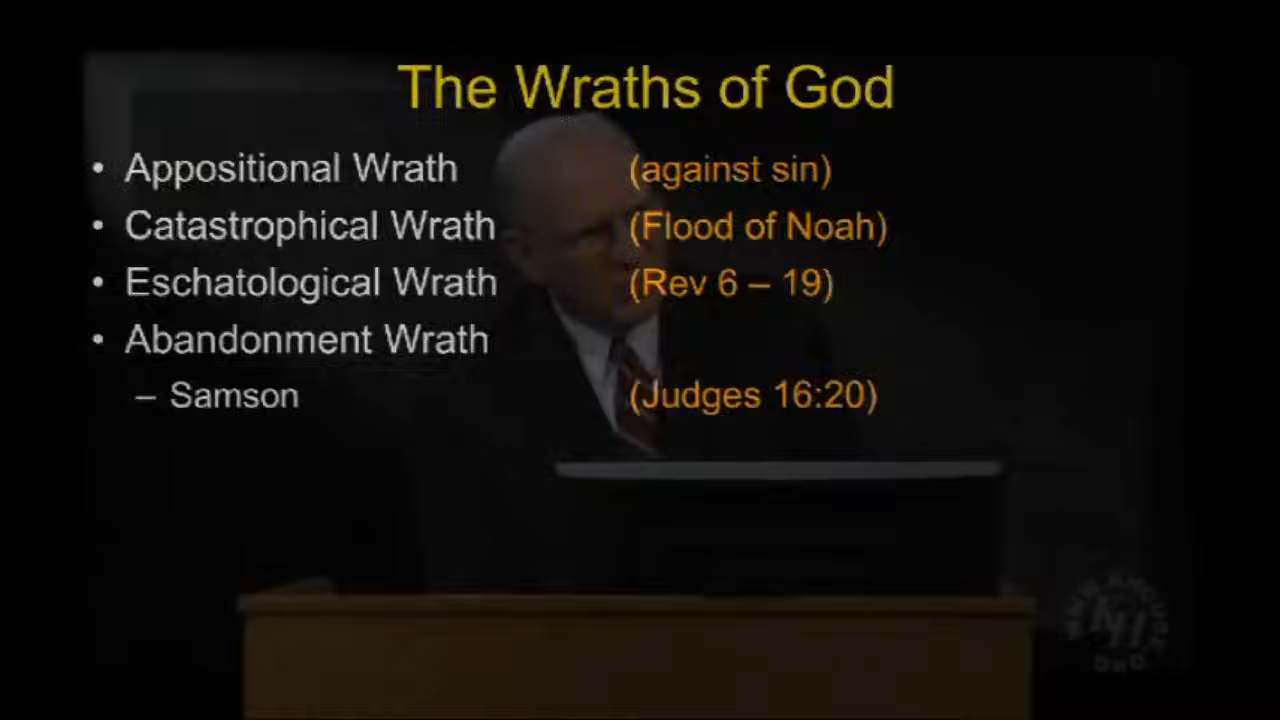 The Wraths of God
• Appositional Wrath (against sin)
• Catastrophical Wrath (Flood of Noah)
• Eschatological Wrath (Rev 6 – 19)
• Abandonment Wrath
– Samson (Judges 16:20)